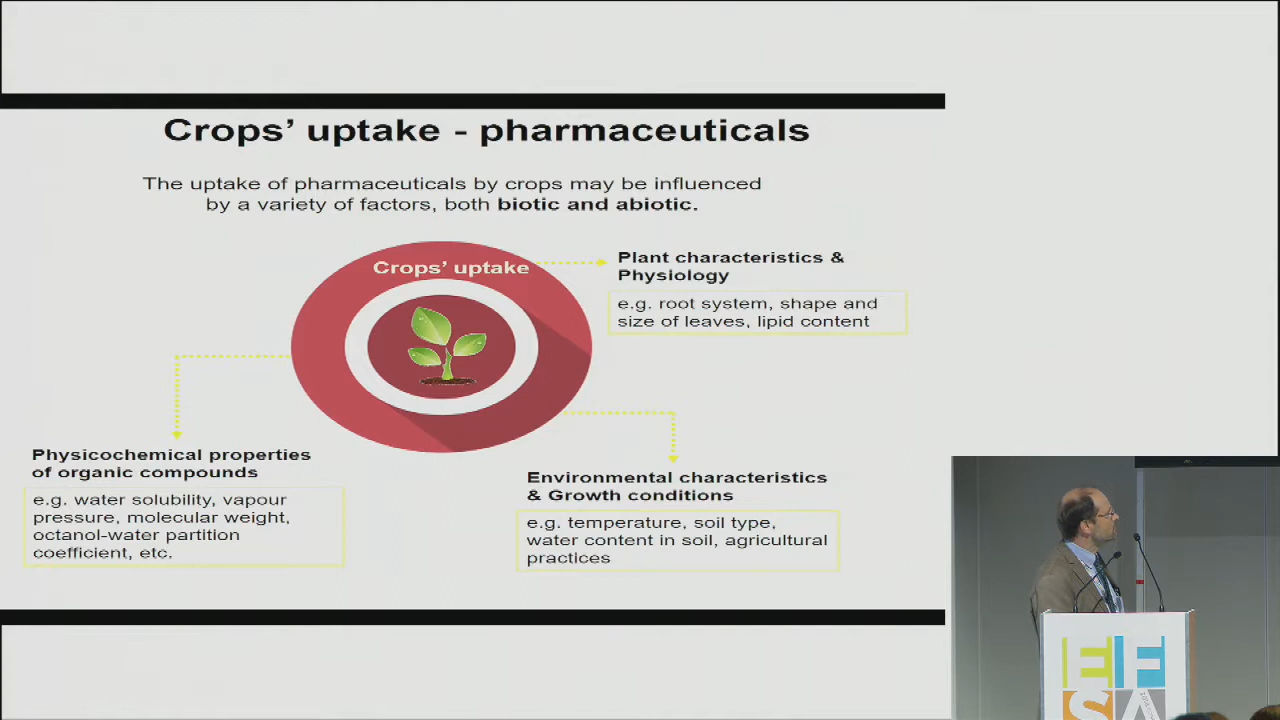 Crops’ uptake - pharmaceuticals
The uptake of pharmaceuticals by crops may be influenced
by a variety of factors, both biotic and abiotic.
Crops’ uptake
Plant characteristics &
Physiology
e.g. root system, shape and
size of leaves, lipid content
Physicochemical properties
of organic compounds
e.g. water solubility, vapour
pressure, molecular weight,
octanol-water partition
coefficient, etc.
Environmental characteristics
& Growth conditions
e.g. temperature, soil type,
water content in soil, agricultural
practices
EF
SA